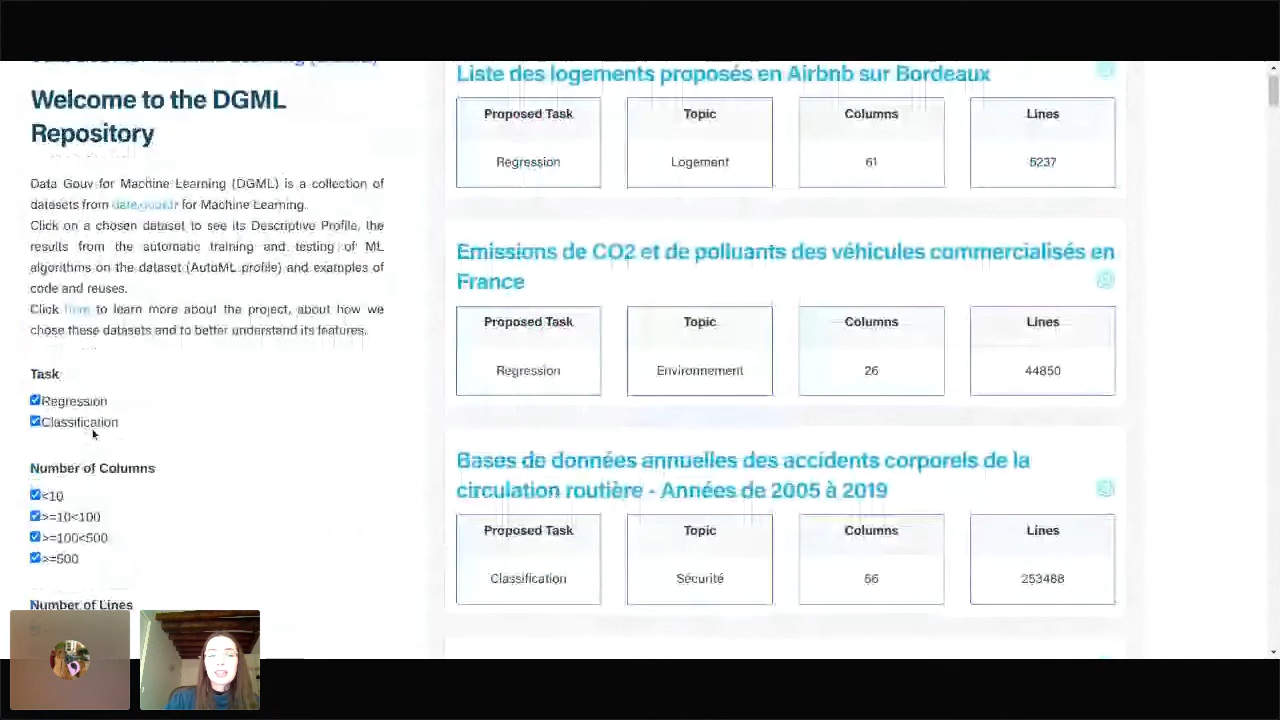 Welcome to the DGML
Repository
Data Gouv for Machine Learning (DGML) is a collection of
datasets from data.gouv.fr for Machine Learning.
Click on a chosen dataset to see its Descriptive Profile, the
results from the automatic training and testing of ML
algorithms on the dataset (AutoML profile) and examples of
code and reuses.
Click here to learn more about the project, about how we
chose these datasets and to better understand its features.
Task
Regression
Classification
Number of Columns
<10
>=10<100
>=100<500
>=500
Number of Lines
Liste des logements proposés en Airbnb sur Bordeaux
Proposed Task Topic Columns Lines
Regression Logement 61 5237
Emissions de CO2 et de polluants des véhicules commercialisés en
France
Proposed Task Topic Columns Lines
Regression Environnement 26 44850
Bases de données annuelles des accidents corporels de la
circulation routière - Années de 2005 à 2019
Proposed Task Topic Columns Lines
Classification Sécurité 56 253488